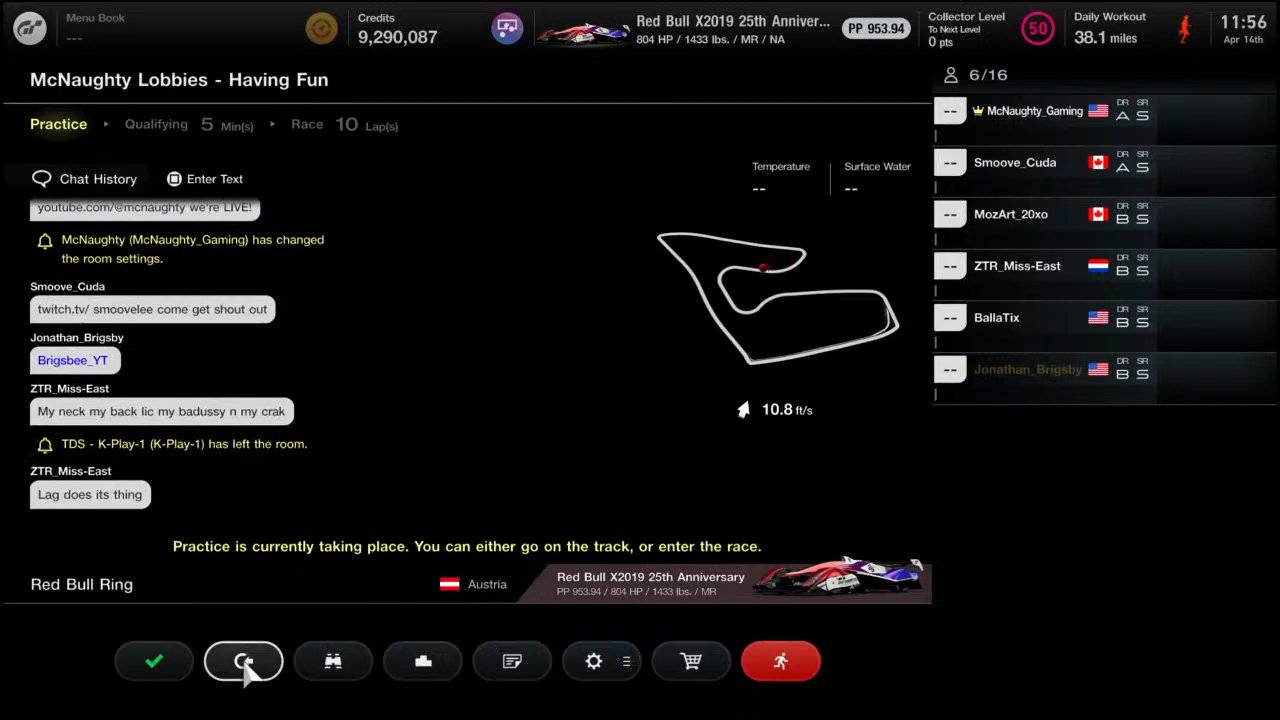 Menu Book
---
Credits
9,290,087
Red Bull X2019 25th Anniver...
804 HP / 1433 lbs. / MR / NA
PP 953.94
Collector Level
To Next Level
0 pts
50
Daily Workout
38.1 miles
11:56
Apr 14th
McNaughty Lobbies - Having Fun
Practice Qualifying 5 Min(s) Race 10 Lap(s)
Chat History Enter Text
youtube.com/@mcnaughty we're LIVE!
McNaughty (McNaughty_Gaming) has changed
the room settings.
Smoove_Cuda
twitch.tv/ smoovelee come get shout out
Jonathan_Brigsby
Brigsbee_YT
ZTR_Miss-East
My neck my back lic my badussy n my crak
TDS - K-Play-1 (K-Play-1) has left the room.
ZTR_Miss-East
Lag does its thing
Temperature
--
Surface Water
--
10.8 ft/s
Practice is currently taking place. You can either go on the track, or enter the race.
Red Bull Ring
Austria
Red Bull X2019 25th Anniversary
PP 953.94 / 804 HP / 1433 lbs. / MR
6/16
-- McNaughty_Gaming DR A SR S
-- Smoove_Cuda DR A SR S
-- MozArt_20xo DR B SR S
-- ZTR_Miss-East DR B SR S
-- BallaTix DR B SR S
-- Jonathan_Brigsby DR B SR S